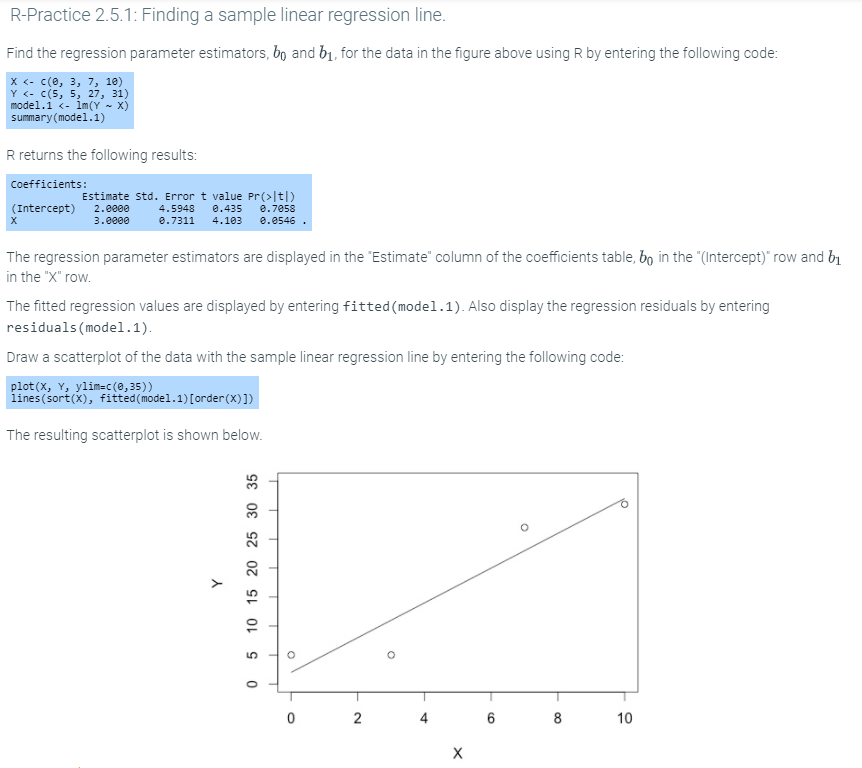 R-Practice 2.5.1: Finding a sample linear regression line.
Find the regression parameter estimators, b₀ and b₁, for the data in the figure above using R by entering the following code:
X <- c(0, 3, 7, 10)
Y <- c(5, 5, 27, 31)
model.1 <- lm(Y ~ X)
summary(model.1)
R returns the following results:
Coefficients:
Estimate Std. Error t value Pr(>|t|)
(Intercept) 2.0000 4.5948 0.435 0.7058
X 3.0000 0.7311 4.103 0.0546 .
The regression parameter estimators are displayed in the "Estimate" column of the coefficients table, b₀ in the "(Intercept)" row and b₁
in the "X" row.
The fitted regression values are displayed by entering fitted(model.1). Also display the regression residuals by entering
residuals(model.1).
Draw a scatterplot of the data with the sample linear regression line by entering the following code:
plot(X, Y, ylim=c(0,35))
lines(sort(X), fitted(model.1)[order(X)])
The resulting scatterplot is shown below.
35
30
25
20
15
10
5
0
Y
0 2 4 6 8 10
X